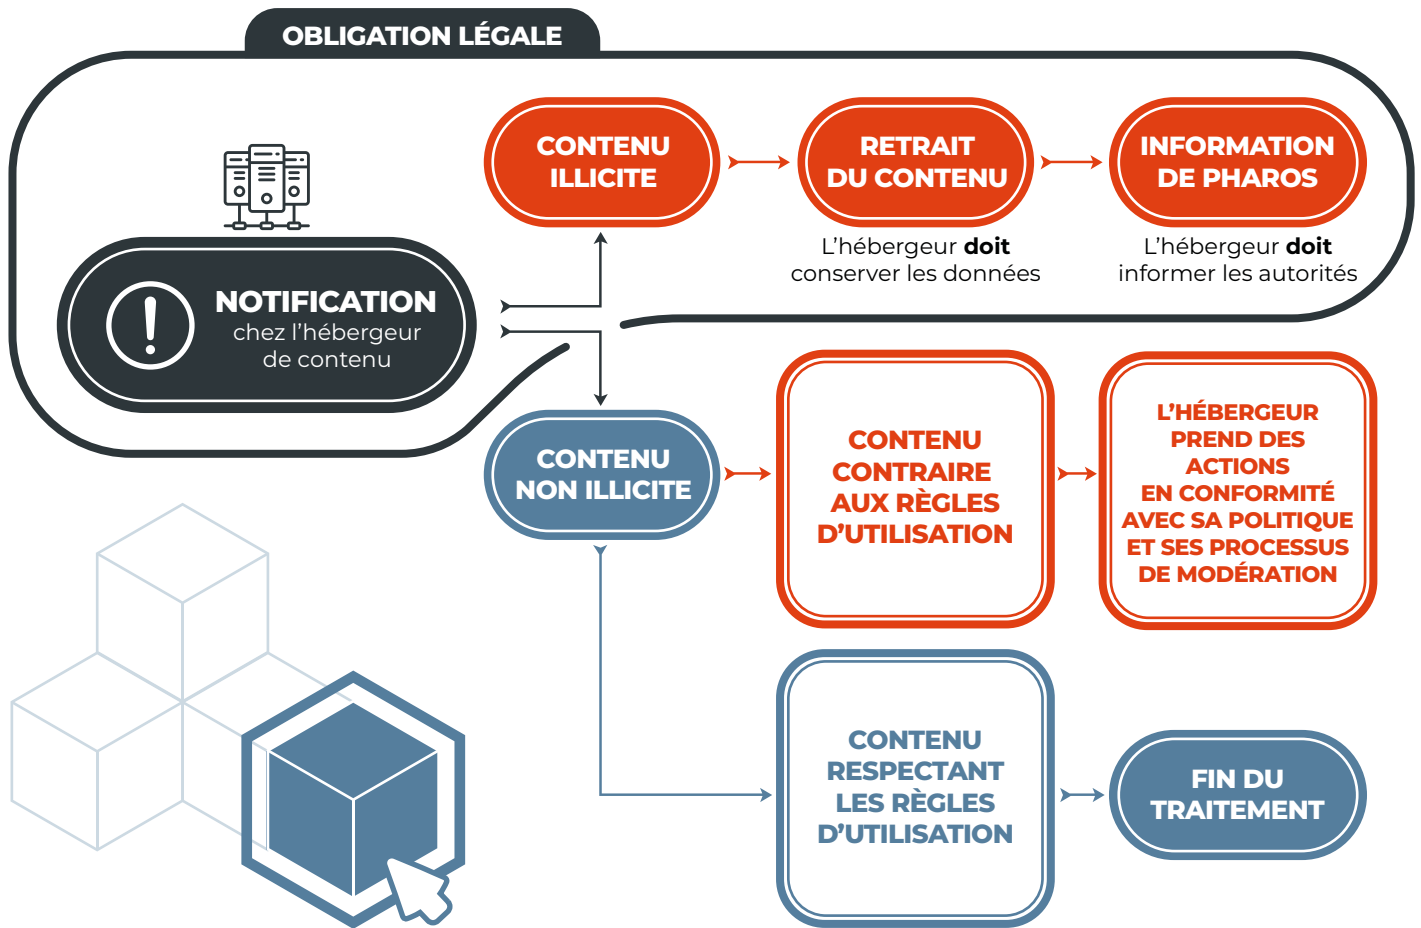 OBLIGATION LÉGALE
NOTIFICATION
chez l'hébergeur
de contenu
CONTENU
ILLICITE
RETRAIT
DU CONTENU
L'hébergeur doit
conserver les données
INFORMATION
DE PHAROS
L'hébergeur doit
informer les autorités
CONTENU
NON ILLICITE
CONTENU
CONTRAIRE
AUX RÈGLES
D'UTILISATION
L'HÉBERGEUR
PREND DES
ACTIONS
EN CONFORMITÉ
AVEC SA POLITIQUE
ET SES PROCESSUS
DE MODÉRATION
CONTENU
RESPECTANT
LES RÈGLES
D'UTILISATION
FIN DU
TRAITEMENT